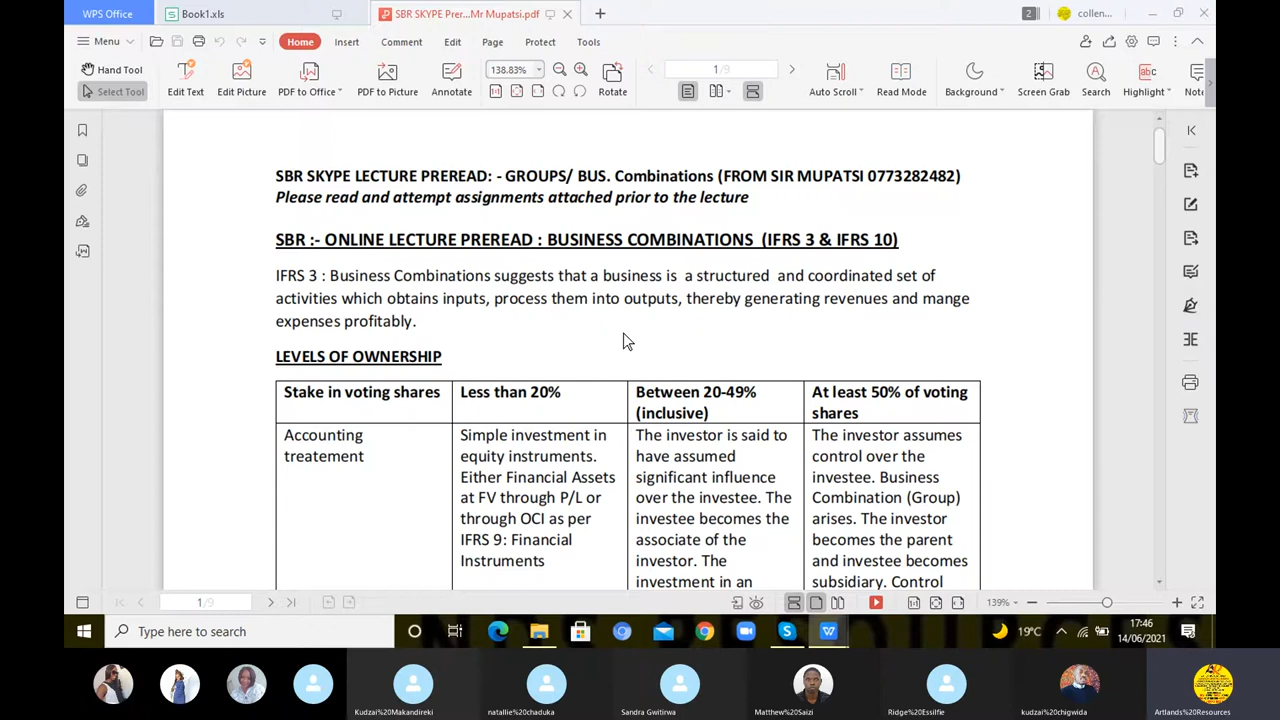 WPS Office
Book1.xls
SBR SKYPE Prer...Mr Mupatsi.pdf
2
collen...
Menu
Home
Insert
Comment
Edit
Page
Protect
Tools
Hand Tool
Select Tool
Edit Text
Edit Picture
PDF to Office
PDF to Picture
Annotate
138.83%
Rotate
1/9
Auto Scroll
Read Mode
Background
Screen Grab
Search
Highlight
Note
SBR SKYPE LECTURE PREREAD: - GROUPS/ BUS. Combinations (FROM SIR MUPATSI 0773282482)
Please read and attempt assignments attached prior to the lecture
SBR :- ONLINE LECTURE PREREAD : BUSINESS COMBINATIONS (IFRS 3 & IFRS 10)
IFRS 3 : Business Combinations suggests that a business is a structured and coordinated set of
activities which obtains inputs, process them into outputs, thereby generating revenues and mange
expenses profitably.
LEVELS OF OWNERSHIP
Stake in voting shares
Less than 20%
Between 20-49%
(inclusive)
At least 50% of voting
shares
Accounting
treatement
Simple investment in
equity instruments.
Either Financial Assets
at FV through P/L or
through OCI as per
IFRS 9: Financial
Instruments
The investor is said to
have assumed
significant influence
over the investee. The
investee becomes the
associate of the
investor. The
investment in an
The investor assumes
control over the
investee. Business
Combination (Group)
arises. The investor
becomes the parent
and investee becomes
subsidiary. Control
1/9
139%
Type here to search
19°C
17:46
14/06/2021
Kudzai%20Makandireki
natallie%20chaduka
Sandra Gwitirwa
Matthew%20Saizi
Ridge%20Essilfie
kudzai%20chigwida
Artlands%20Resources